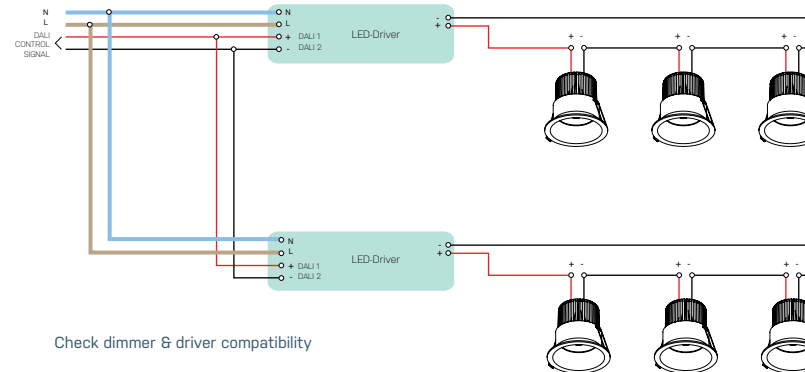 N
L
DALI
CONTROL
SIGNAL
N
L
+ DALI 1
- DALI 2
LED-Driver
-
+
+ -
+ -
+ -
N
L
+ DALI 1
- DALI 2
LED-Driver
-
+
+ -
+ -
+ -
Check dimmer & driver compatibility